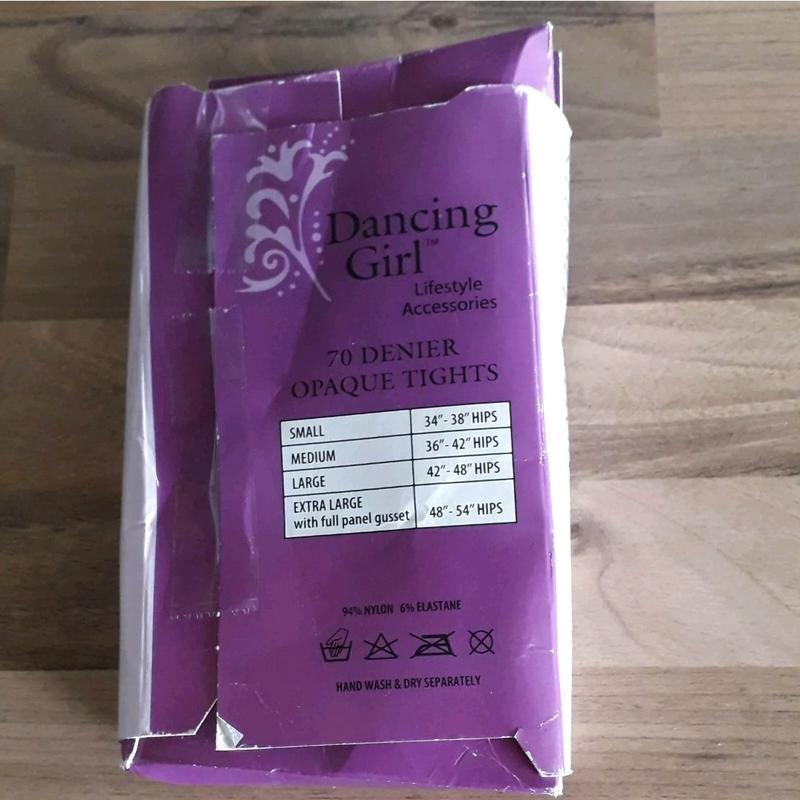 Dancing
Girl™
Lifestyle
Accessories
70 DENIER
OPAQUE TIGHTS
SMALL 34"- 38" HIPS
MEDIUM 36"- 42" HIPS
LARGE 42"- 48" HIPS
EXTRA LARGE
with full panel gusset 48"- 54" HIPS
94% NYLON 6% ELASTANE
HAND WASH & DRY SEPARATELY